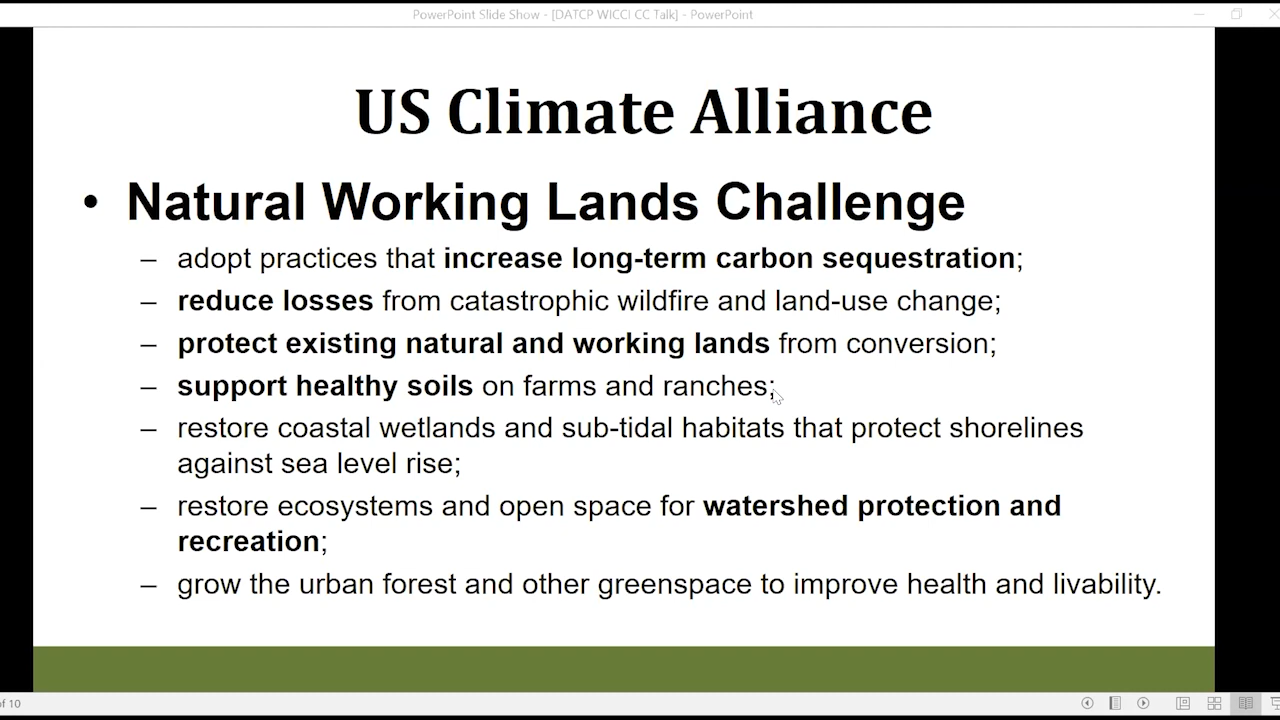 PowerPoint Slide Show - [DATCP WICCI CC Talk] - PowerPoint
US Climate Alliance
• Natural Working Lands Challenge
– adopt practices that increase long-term carbon sequestration;
– reduce losses from catastrophic wildfire and land-use change;
– protect existing natural and working lands from conversion;
– support healthy soils on farms and ranches;
– restore coastal wetlands and sub-tidal habitats that protect shorelines
against sea level rise;
– restore ecosystems and open space for watershed protection and
recreation;
– grow the urban forest and other greenspace to improve health and livability.
of 10